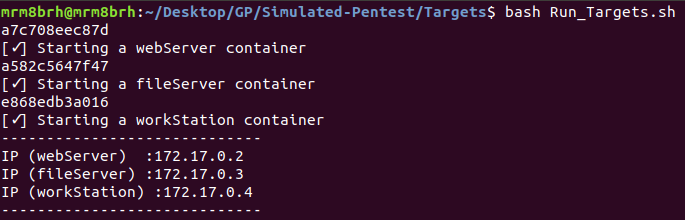 mrm8brh@mrm8brh:~/Desktop/GP/Simulated-Pentest/Targets$ bash Run_Targets.sh
a7c708eec87d
[✓] Starting a webServer container
a582c5647f47
[✓] Starting a fileServer container
e868edb3a016
[✓] Starting a workStation container
-----------------------------
IP (webServer)  :172.17.0.2
IP (fileServer) :172.17.0.3
IP (workStation) :172.17.0.4
-----------------------------